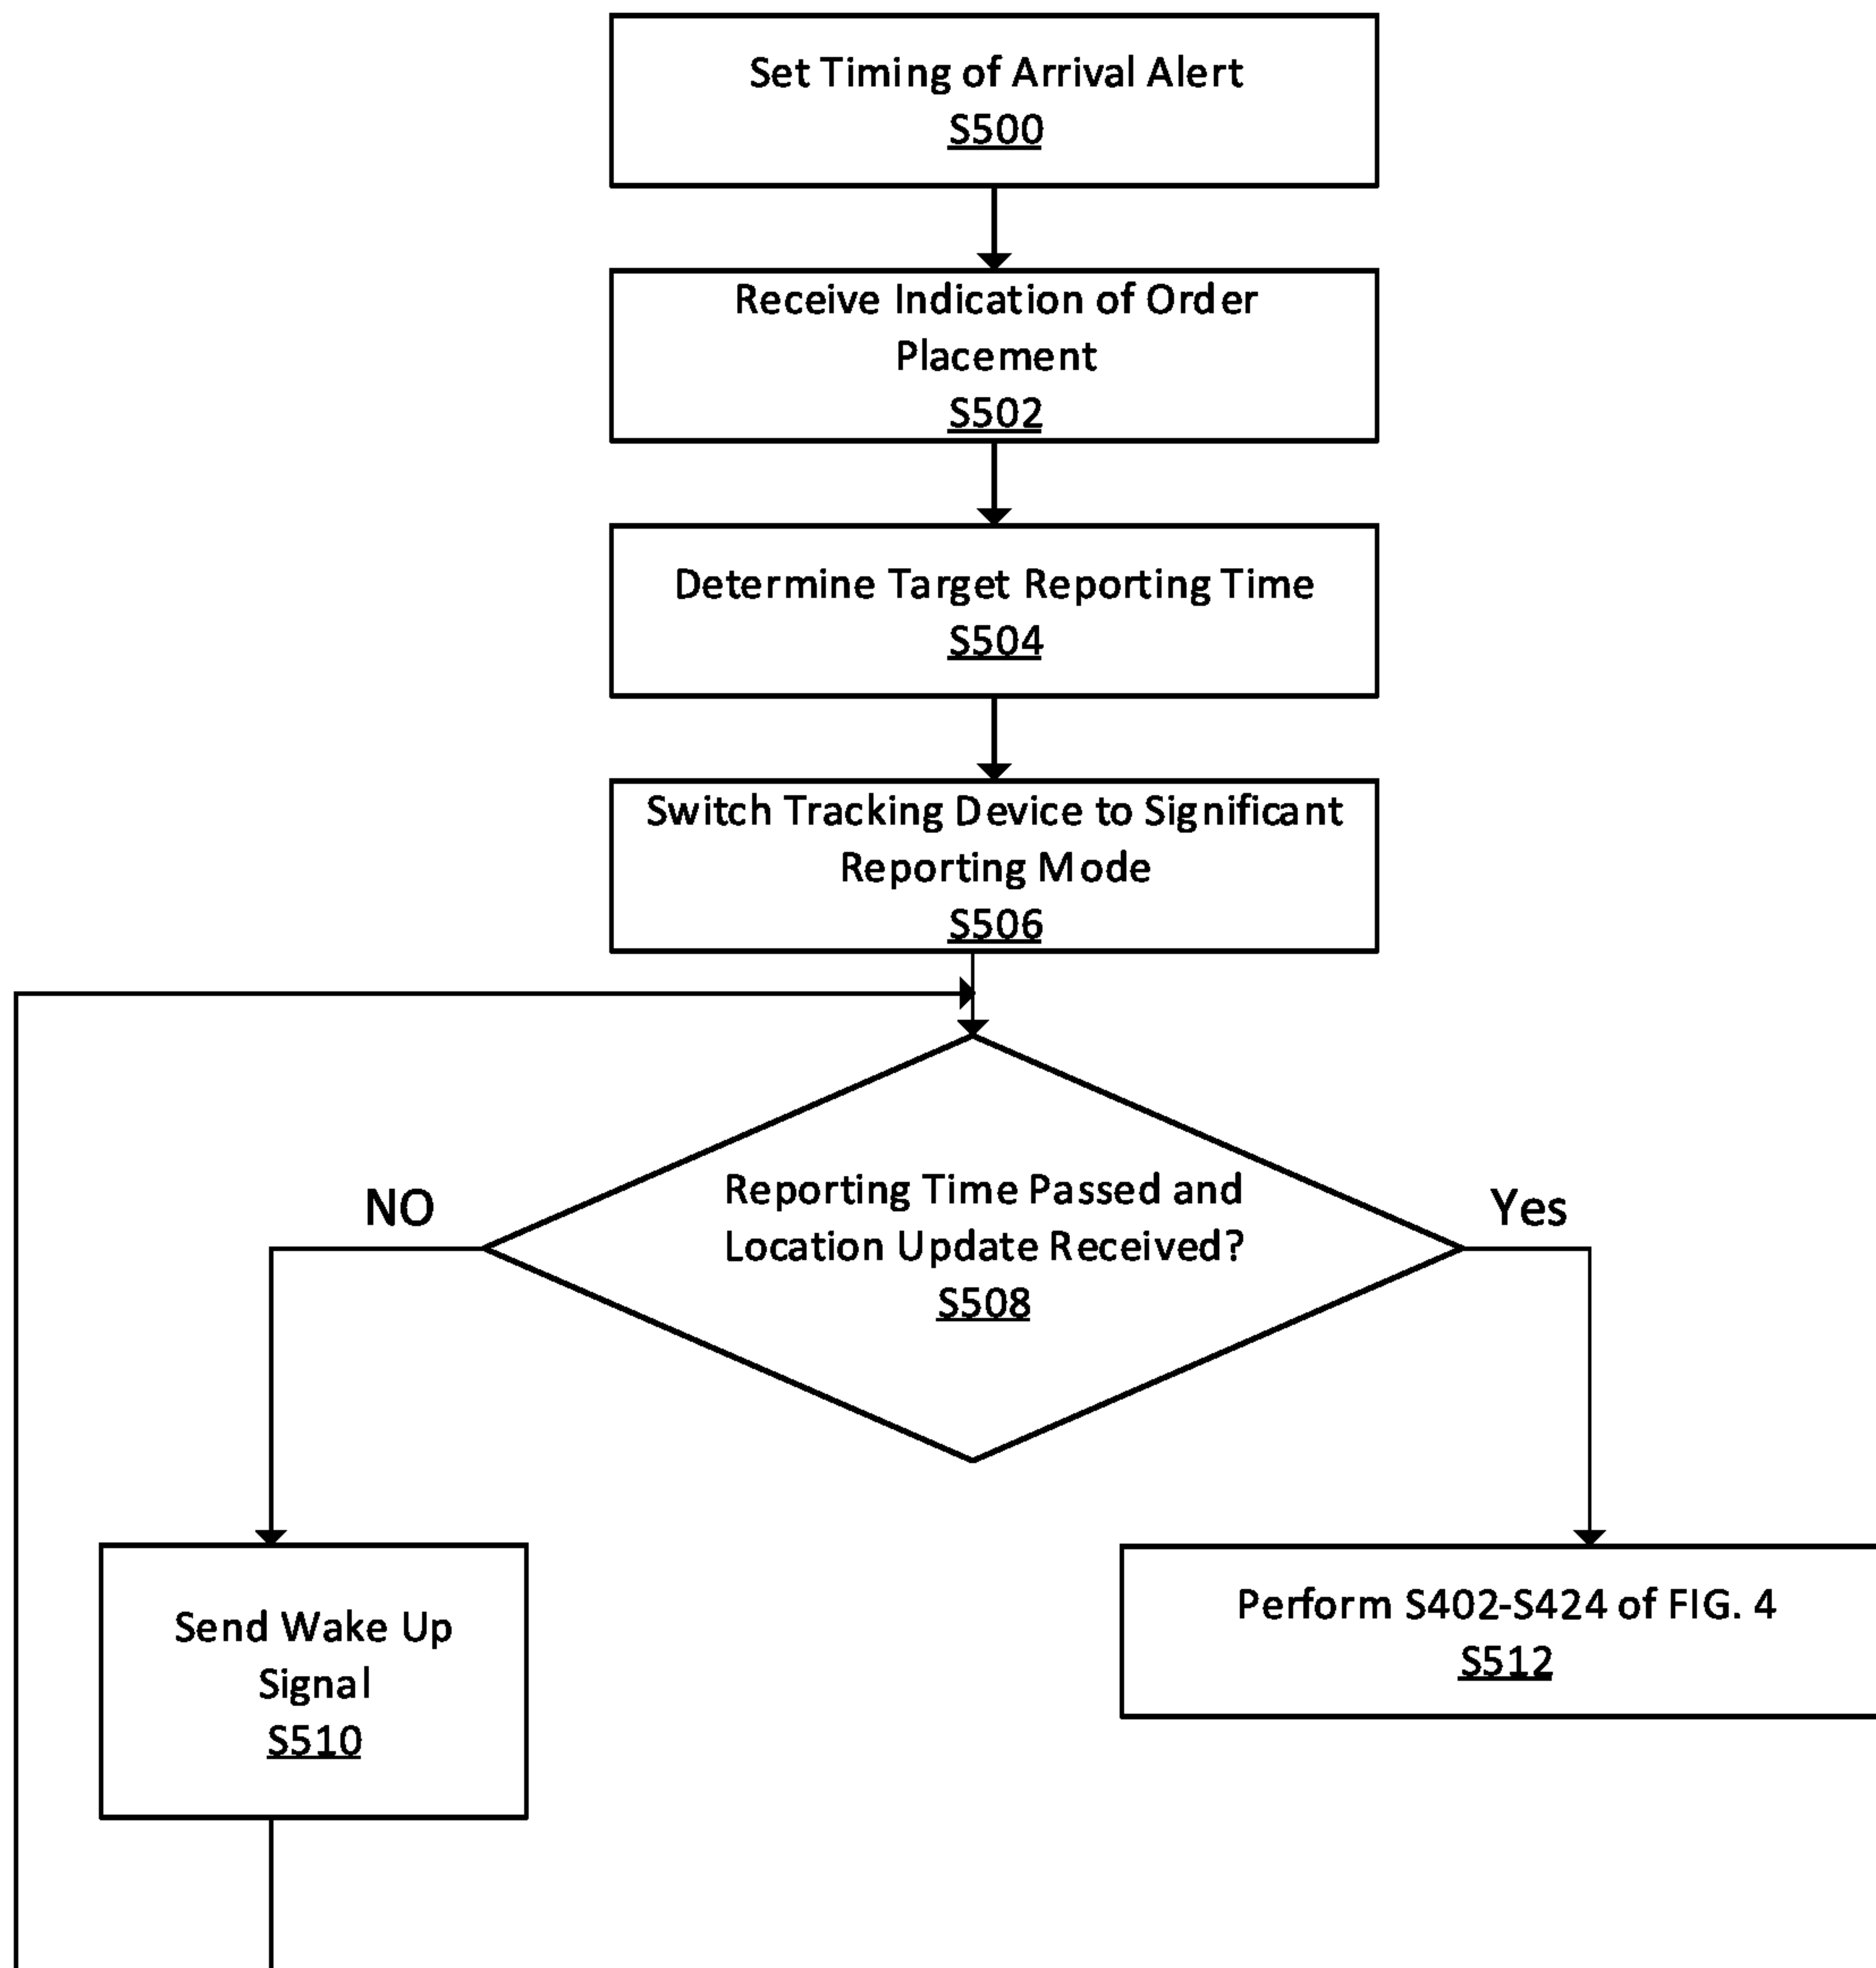 Set Timing of Arrival Alert
S500
Receive Indication of Order
Placement
S502
Determine Target Reporting Time
S504
Switch Tracking Device to Significant
Reporting Mode
S506
Reporting Time Passed and
Location Update Received?
S508
NO
Yes
Send Wake Up
Signal
S510
Perform S402-S424 of FIG. 4
S512